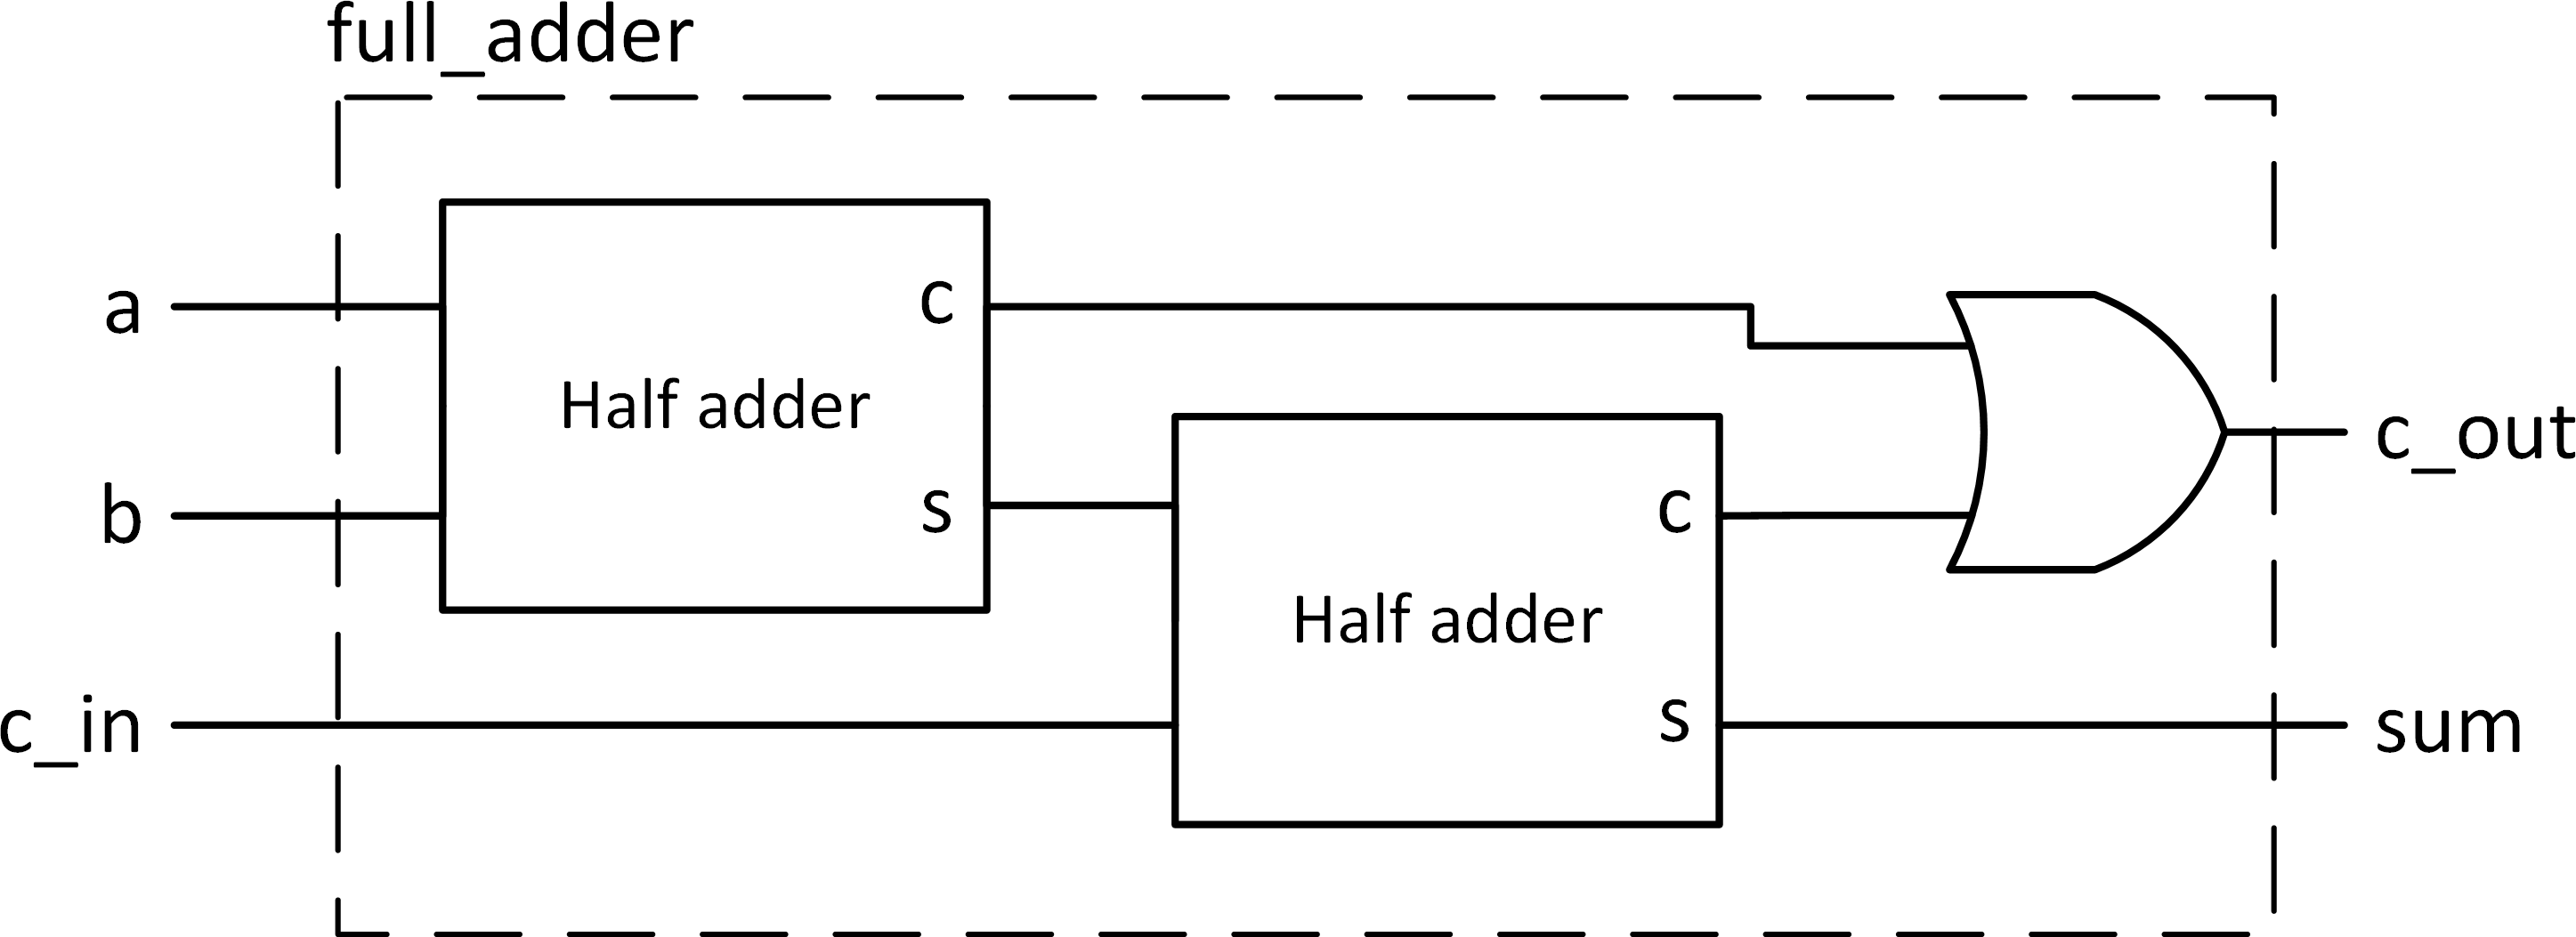 full_adder
a
c
Half adder
c_out
b
s
c
Half adder
c_in
s
sum